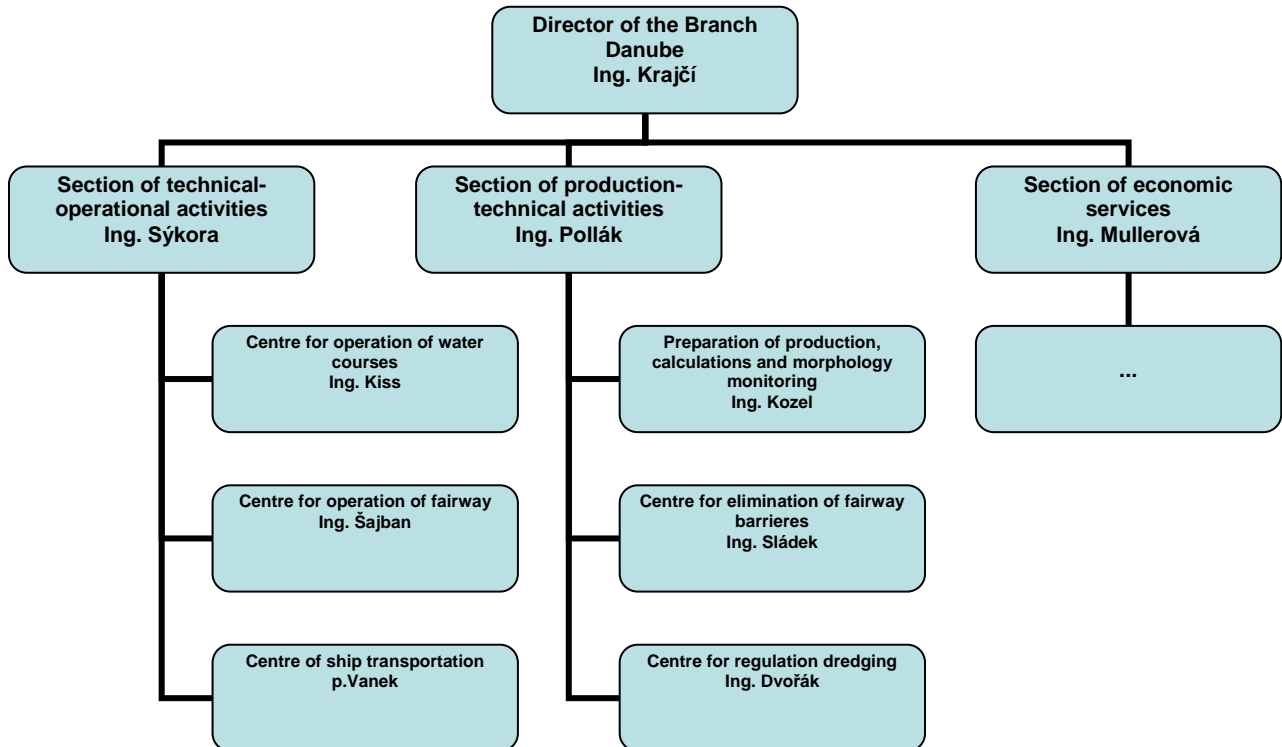 Director of the Branch
Danube
Ing. Krajčí
Section of technical-
operational activities
Ing. Sýkora
Section of production-
technical activities
Ing. Pollák
Section of economic
services
Ing. Mullerová
Centre for operation of water
courses
Ing. Kiss
Preparation of production,
calculations and morphology
monitoring
Ing. Kozel
...
Centre for operation of fairway
Ing. Šajban
Centre for elimination of fairway
barrieres
Ing. Sládek
Centre of ship transportation
p.Vanek
Centre for regulation dredging
Ing. Dvořák